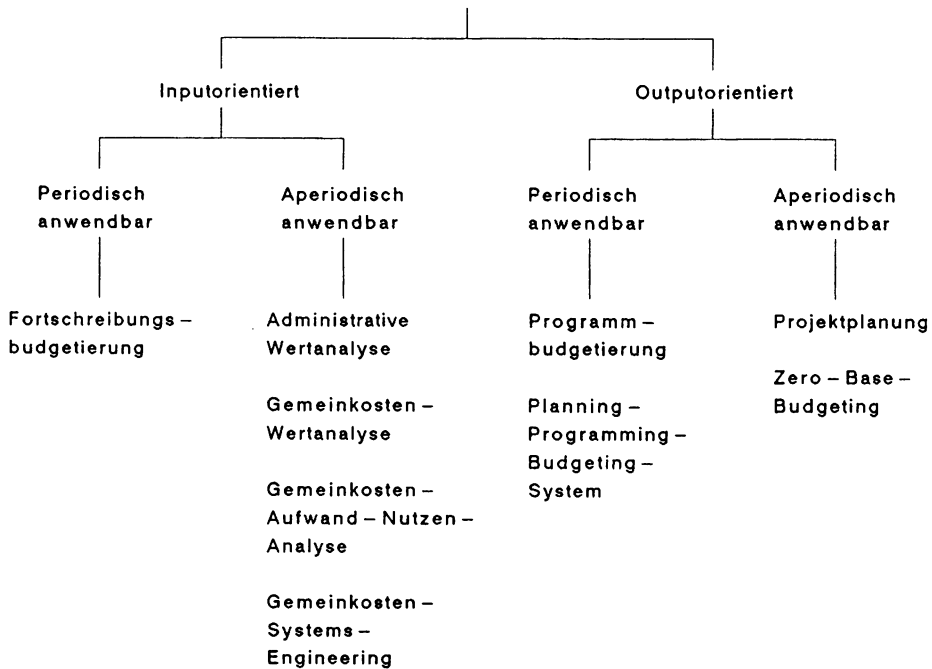 Inputorientiert
Outputorientiert
Periodisch
anwendbar
Aperiodisch
anwendbar
Periodisch
anwendbar
Aperiodisch
anwendbar
Fortschreibungs –
budgetierung
Administrative
Wertanalyse
Gemeinkosten –
Wertanalyse
Gemeinkosten –
Aufwand – Nutzen –
Analyse
Gemeinkosten –
Systems –
Engineering
Programm –
budgetierung
Planning –
Programming –
Budgeting –
System
Projektplanung
Zero – Base –
Budgeting